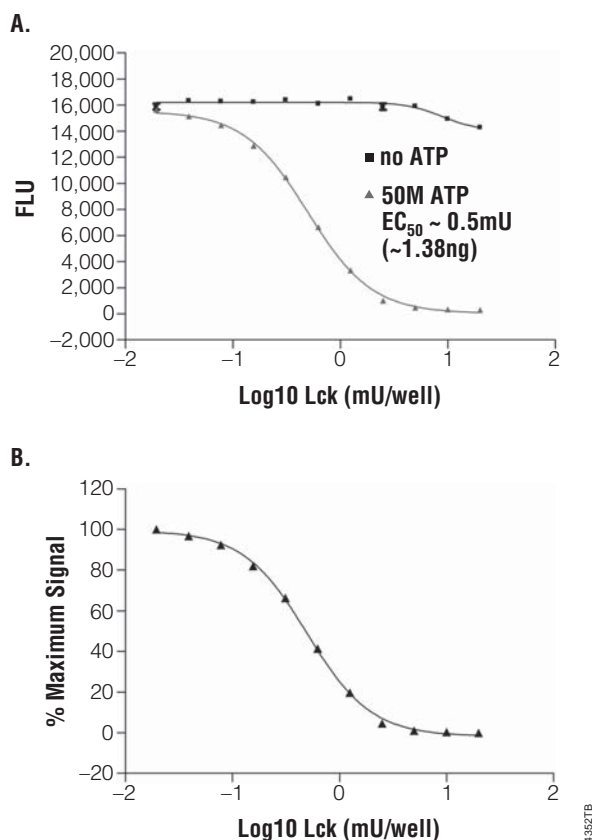 A.
20,000
18,000
16,000
14,000
12,000
10,000
8,000
6,000
4,000
2,000
0
–2,000
FLU
no ATP
50M ATP
EC50 ~ 0.5mU
(~1.38ng)
–2 –1 0 1 2
Log10 Lck (mU/well)
B.
120
100
80
60
40
20
0
–20
% Maximum Signal
–2 –1 0 1 2
Log10 Lck (mU/well)